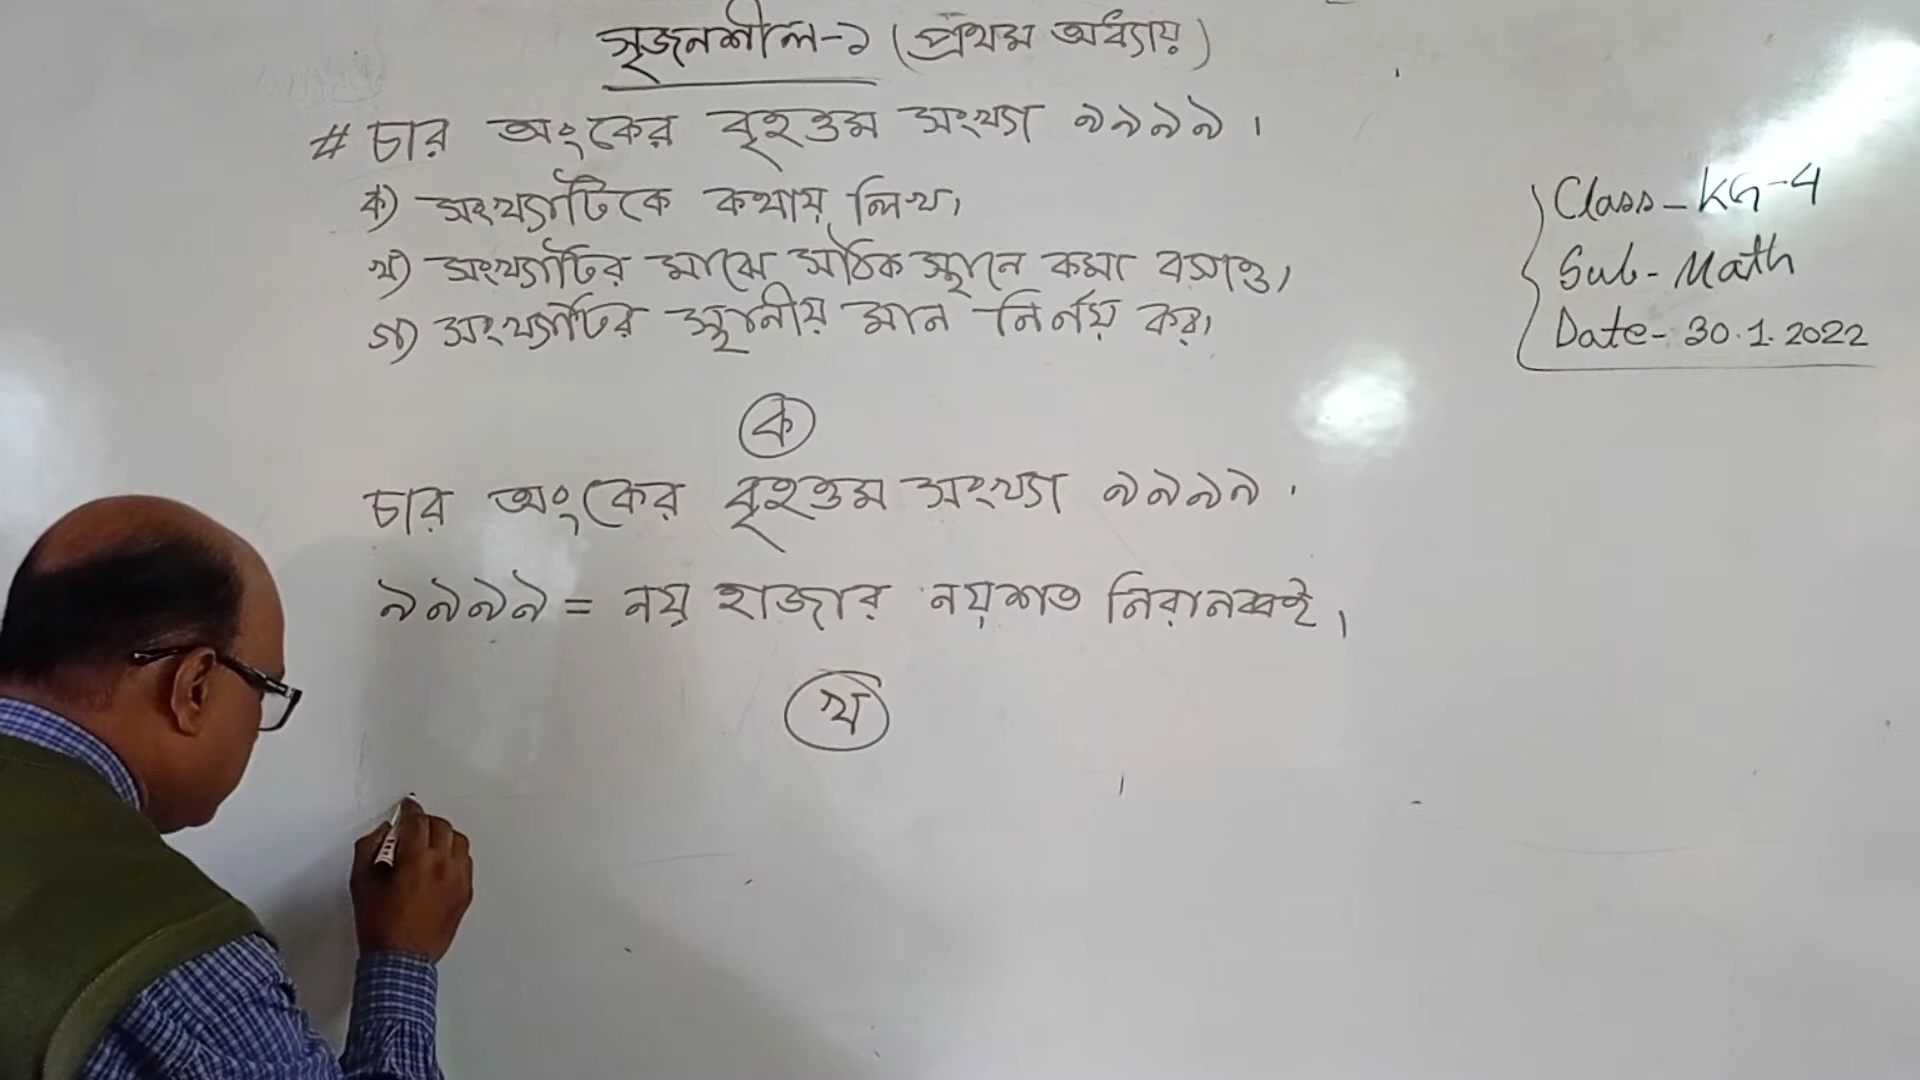 সৃজনশীল-১ (প্রথম অধ্যায়)
# চার অংকের বৃহত্তম সংখ্যা ৯৯৯৯।
ক) সংখ্যাটিকে কথায় লিখ।
খ) সংখ্যাটির মাঝে সঠিক স্থানে কমা বসাও।
গ) সংখ্যাটির স্থানীয় মান নির্ণয় কর।
Class - KG-4
Sub - Math
Date - 30.1.2022
ক
চার অংকের বৃহত্তম সংখ্যা ৯৯৯৯।
৯৯৯৯ = নয় হাজার নয়শত নিরানব্বই।
খ